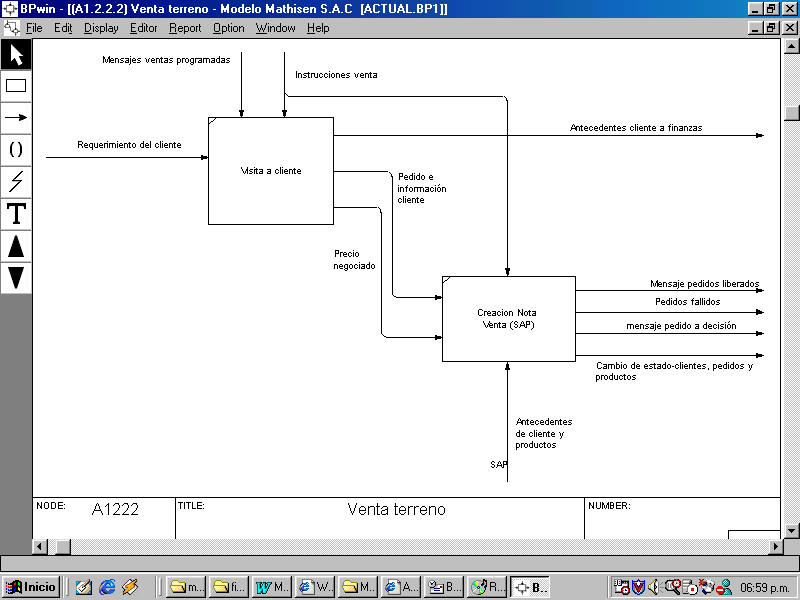 BPwin - [(A1.2.2.2) Venta terreno - Modelo Mathisen S.A.C [ACTUAL.BP1]]
File Edit Display Editor Report Option Window Help
Mensajes ventas programadas
Instrucciones venta
Antecedentes cliente a finanzas
Requerimiento del cliente
Visita a cliente
Pedido e
información
cliente
Precio
negociado
Mensaje pedidos liberados
Pedidos fallidos
Creacion Nota
Venta (SAP)
mensaje pedido a decisión
Cambio de estado-clientes, pedidos y
productos
Antecedentes
de cliente y
productos
SAP
NODE: A1222 TITLE: Venta terreno NUMBER:
Inicio m... fi... M... W... M... A... B... R... B.. 06:59 p.m.